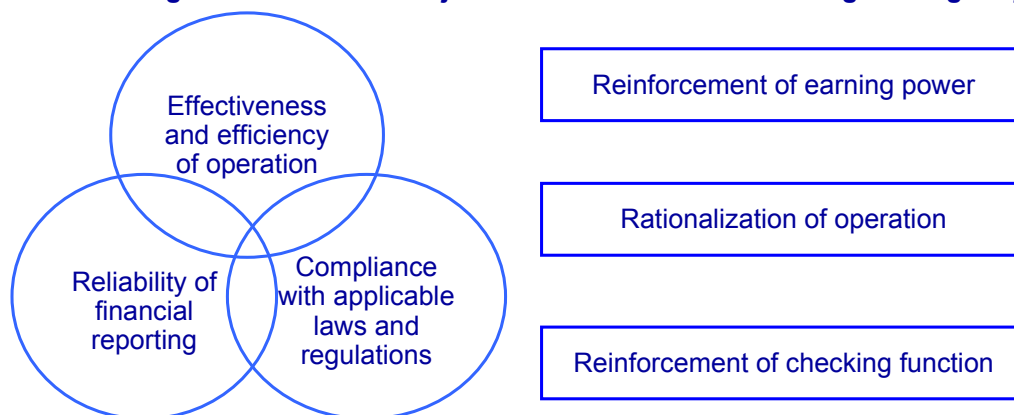 Effectiveness
and efficiency
of operation
Reliability of
financial
reporting
Compliance
with applicable
laws and
regulations
Reinforcement of earning power
Rationalization of operation
Reinforcement of checking function